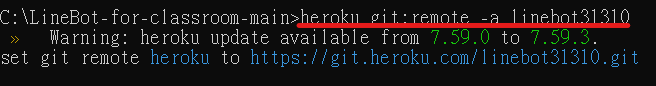 C:\LineBot-for-classroom-main>heroku git:remote -a linebot31310
»   Warning: heroku update available from 7.59.0 to 7.59.3.
set git remote heroku to https://git.heroku.com/linebot31310.git